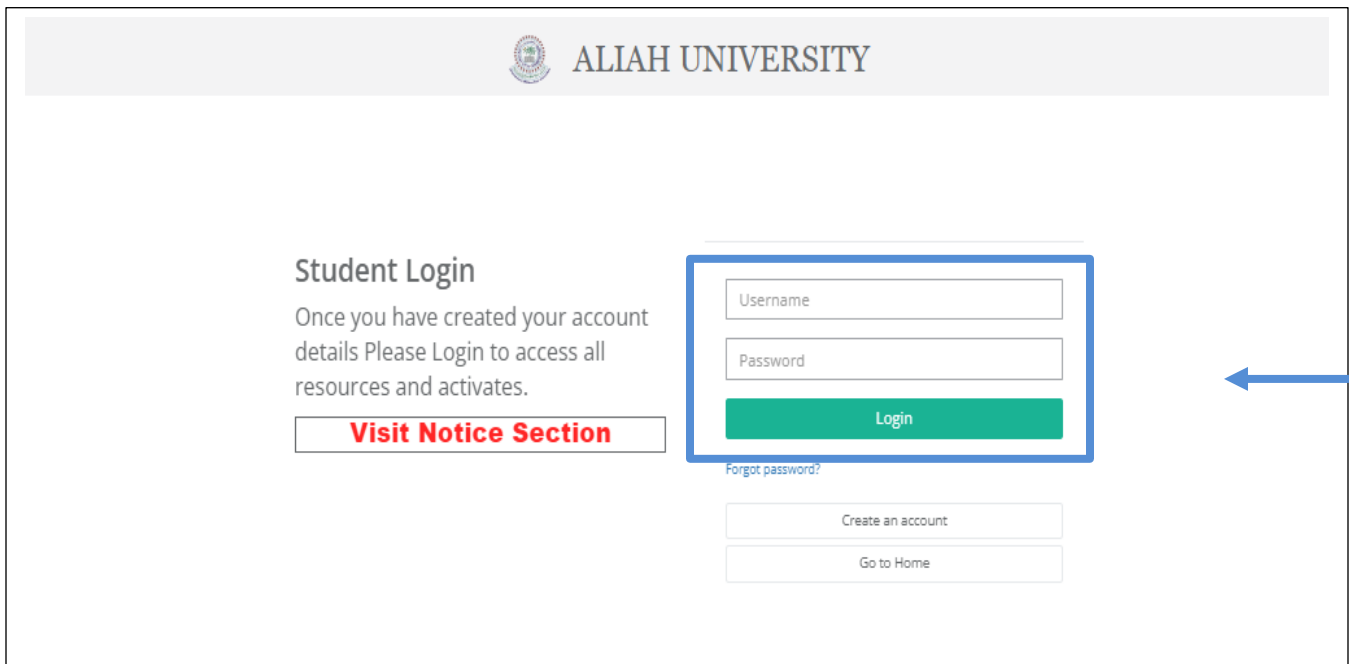 ALIAH UNIVERSITY
Student Login
Once you have created your account
details Please Login to access all
resources and activates.
Visit Notice Section
Username
Password
Login
Forgot password?
Create an account
Go to Home